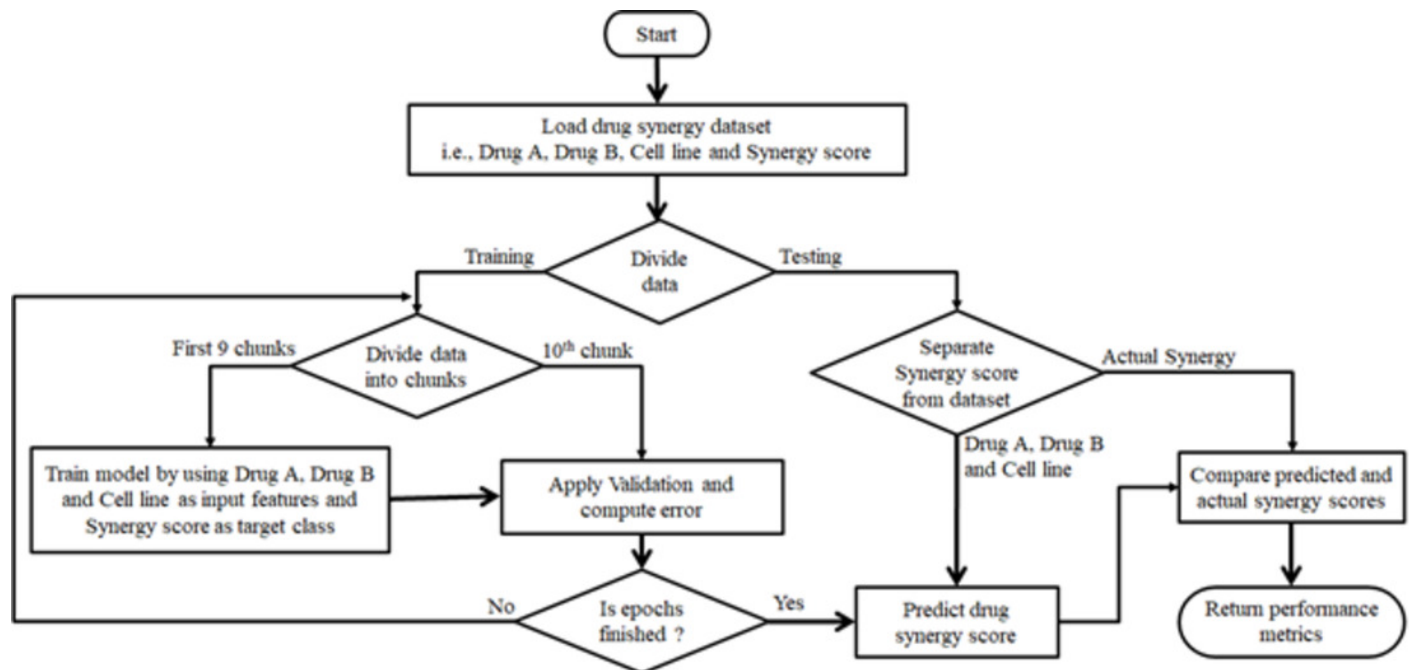 Start
Load drug synergy dataset
i.e., Drug A, Drug B, Cell line and Synergy score
Training
Divide
data
Testing
First 9 chunks
Divide data
into chunks
10th chunk
Separate
Synergy score
from dataset
Actual Synergy
Drug A, Drug B
and Cell line
Train model by using Drug A, Drug B
and Cell line as input features and
Synergy score as target class
Apply Validation and
compute error
Compare predicted and
actual synergy scores
No
Is epochs
finished ?
Yes
Predict drug
synergy score
Return performance
metrics